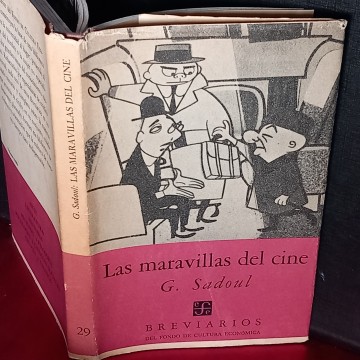 G. Sadoul: LAS MARAVILLAS DEL CINE
29
Las maravillas del cine
G. Sadoul
BREVIARIOS
DEL FONDO DE CULTURA ECONÓMICA